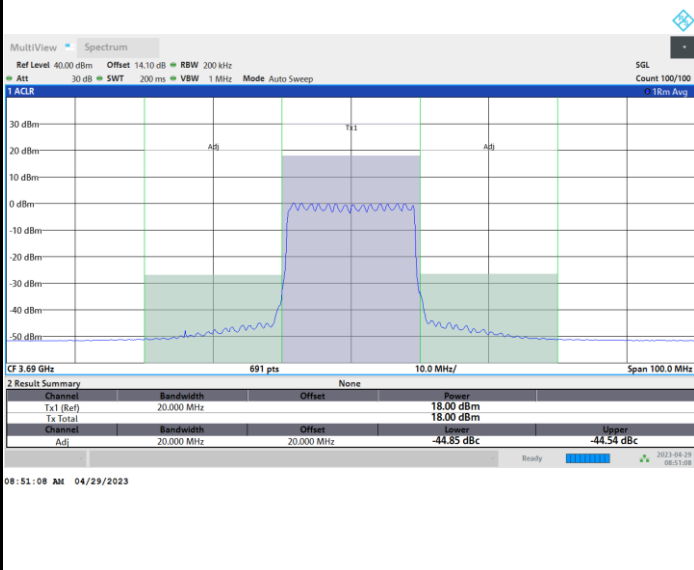 MultiView Spectrum
Ref Level 40.00 dBm Offset 14.10 dB RBW 200 kHz SGL
Att 30 dB SWT 200 ms VBW 1 MHz Mode Auto Sweep Count 100/100
1 ACLR 1Rm Avg
Tx1
Adj Adj
30 dBm
20 dBm
10 dBm
0 dBm
-10 dBm
-20 dBm
-30 dBm
-40 dBm
-50 dBm
CF 3.69 GHz 691 pts 10.0 MHz/ Span 100.0 MHz
2 Result Summary None
Channel Bandwidth Offset Power
Tx1 (Ref) 20.000 MHz 18.00 dBm
Tx Total 18.00 dBm
Channel Bandwidth Offset Lower Upper
Adj 20.000 MHz 20.000 MHz -44.85 dBc -44.54 dBc
Ready 2023-04-29
08:51:08
08:51:08 AM 04/29/2023